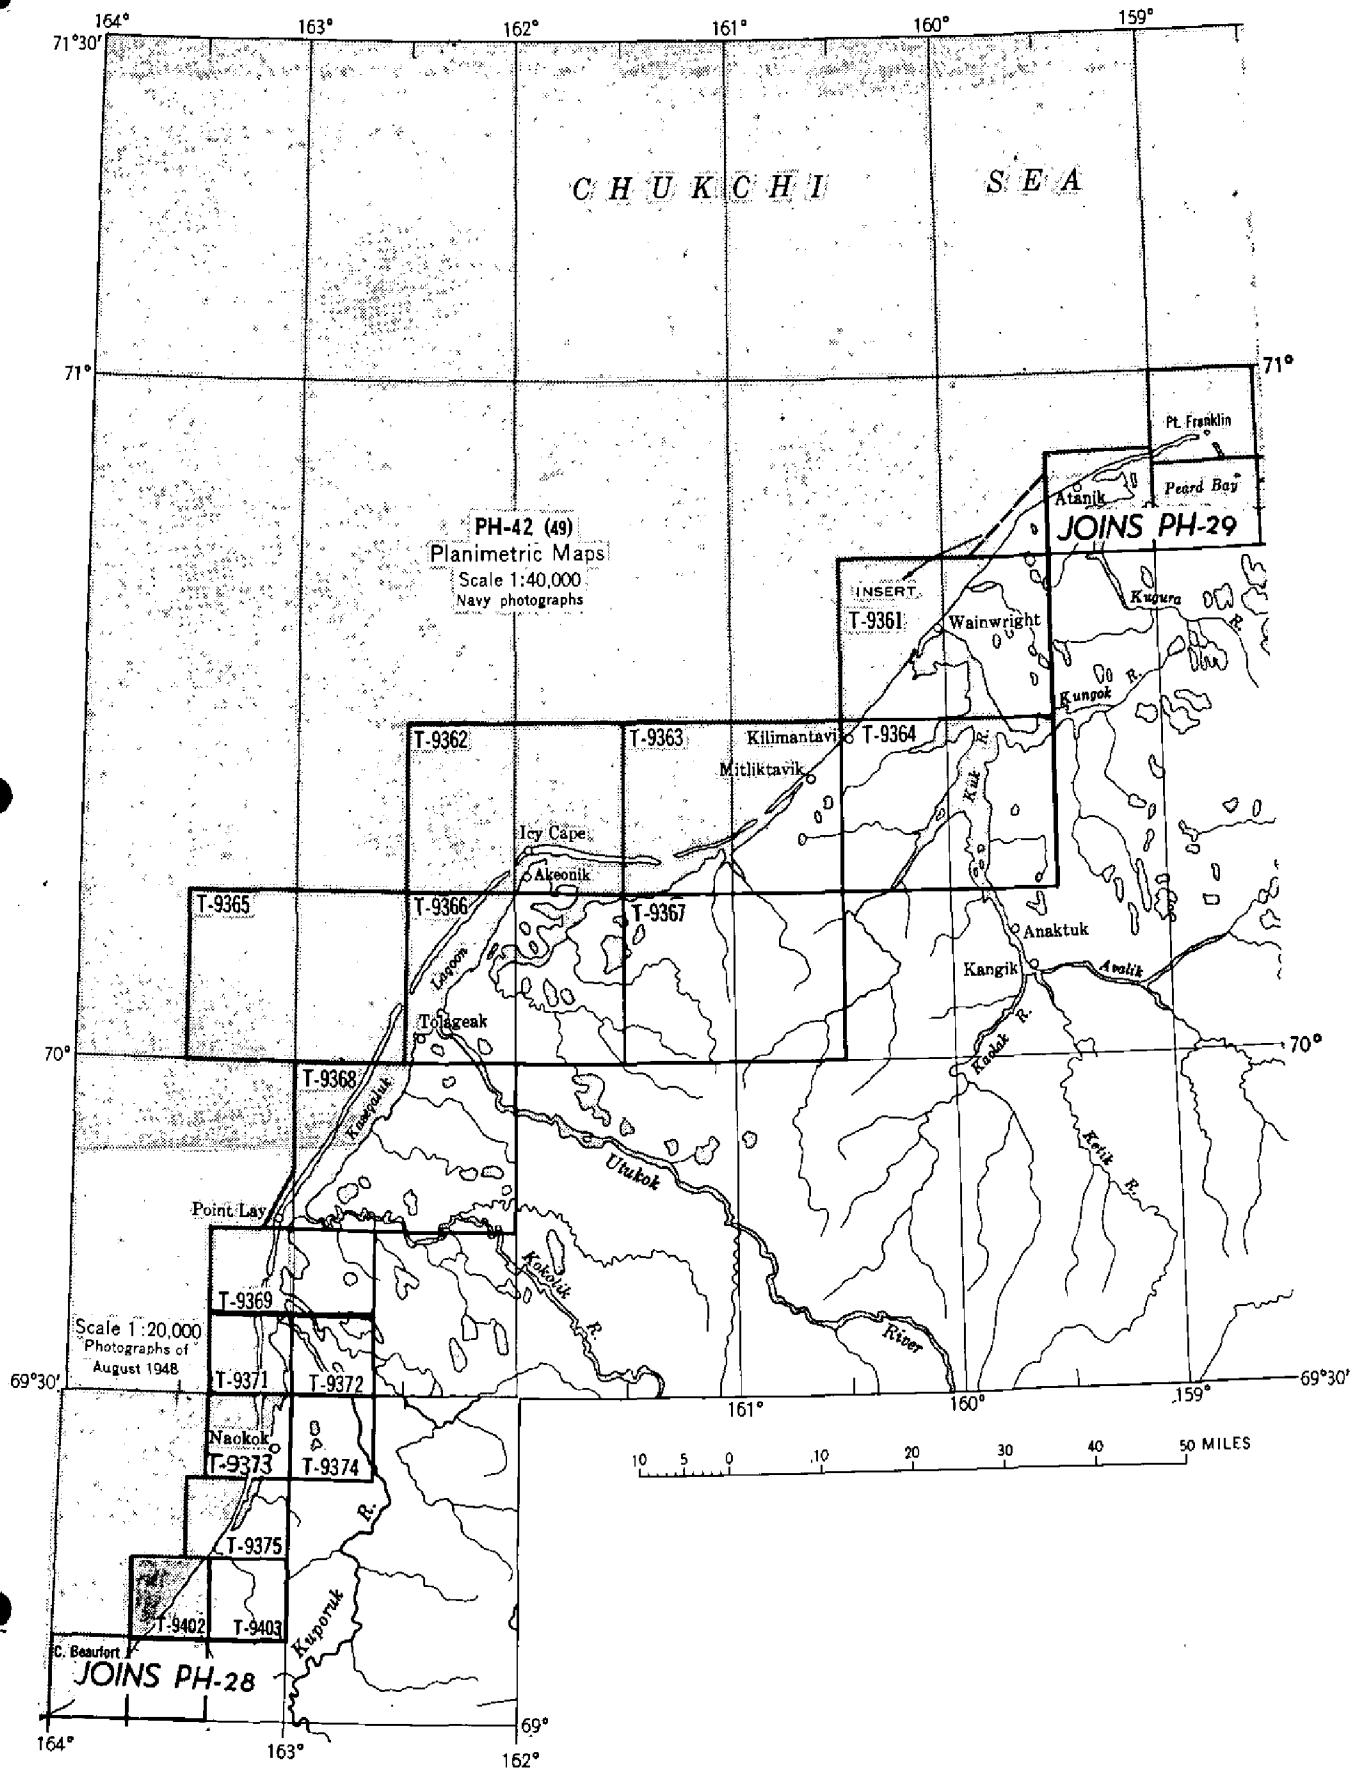 164° 163° 162° 161° 160° 159°
71°30'
CHUKCHI SEA
71° 71°
Pt. Franklin
Peard Bay
Atanik
JOINS PH-29
PH-42 (49)
Planimetric Maps
Scale 1:40,000
Navy photographs
INSERT
T-9361
Kugura
R.
Wainwright
Kungok R.
T-9362 T-9363 Kilimantavi T-9364
R.
Mitliktavik
Kuk
Icy Cape
Akeonik
T-9365 T-9366 T-9367
Anaktuk
Lagoon
Kangik
Avalik
Tolageak
R.
70° 70°
Kaolak
T-9368
Kasegaluk
Ketik
R.
Utukok
Point Lay
Kokolik
R.
T-9369
Scale 1:20,000
Photographs of
August 1948
River
T-9371 T-9372
69°30' 69°30'
161° 160° 159°
Naokok
T-9373 T-9374
10 5 0 10 20 30 40 50 MILES
R.
T-9375
Kuporuk
T-9402 T-9403
C. Beaufort
JOINS PH-28
69°
164° 163° 162°